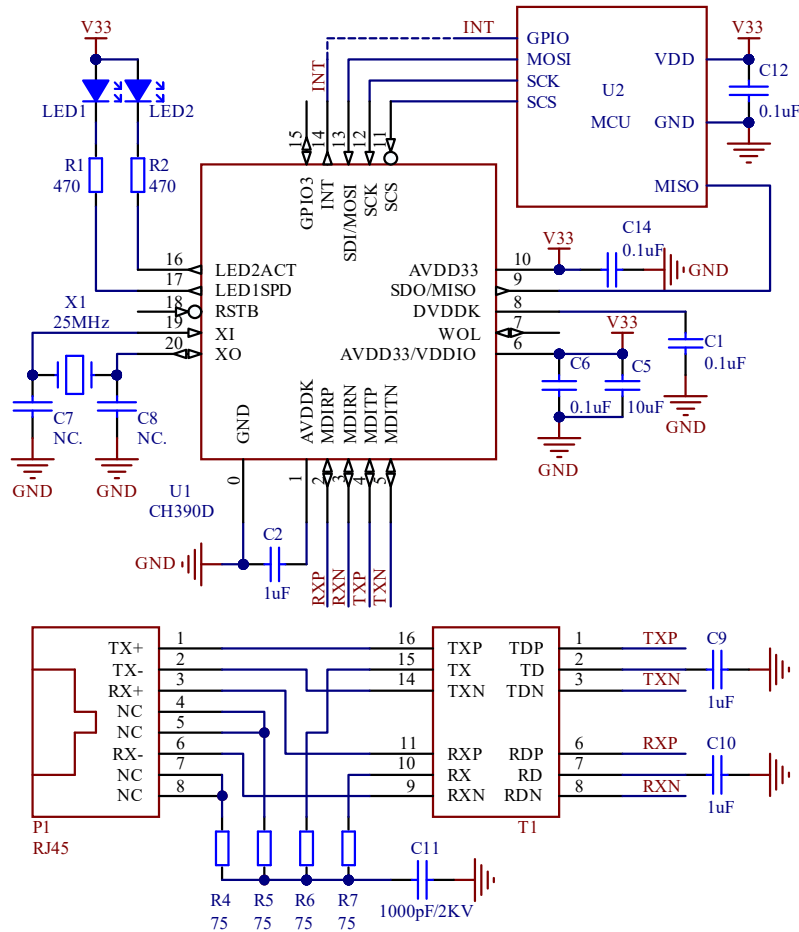 V33
LED1
LED2
R1
470
R2
470
INT
INT
GPIO
MOSI
SCK
SCS
U2
MCU
VDD
GND
MISO
V33
C12
0.1uF
15
14
13
12
11
GPIO3
INT
SDI/MOSI
SCK
SCS
16
17
18
19
20
LED2ACT
LED1SPD
RSTB
XI
XO
X1
25MHz
C7
NC.
C8
NC.
GND
GND
AVDD33
SDO/MISO
DVDDK
WOL
AVDD33/VDDIO
10
9
8
7
6
V33
C14
0.1uF
GND
V33
C6
0.1uF
C5
10uF
C1
0.1uF
GND
GND
GND
AVDDK
MDIRP
MDIRN
MDITP
MDITN
0
1
2
3
4
5
U1
CH390D
GND
C2
1uF
RXP
RXN
TXP
TXN
TX+
TX-
RX+
NC
NC
RX-
NC
NC
1
2
3
4
5
6
7
8
P1
RJ45
16
15
14
11
10
9
TXP
TX
TXN
RXP
RX
RXN
TDP
TD
TDN
RDP
RD
RDN
1
2
3
6
7
8
T1
TXP
TXN
RXP
RXN
C9
1uF
C10
1uF
R4
75
R5
75
R6
75
R7
75
C11
1000pF/2KV